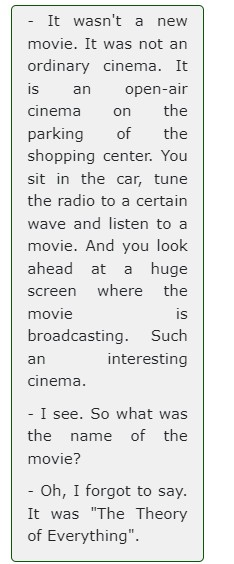 - It wasn't a new
movie. It was not an
ordinary cinema. It
is an open-air
cinema on the
parking of the
shopping center. You
sit in the car, tune
the radio to a certain
wave and listen to a
movie. And you look
ahead at a huge
screen where the
movie is
broadcasting. Such
an interesting
cinema.
- I see. So what was
the name of the
movie?
- Oh, I forgot to say.
It was "The Theory
of Everything".